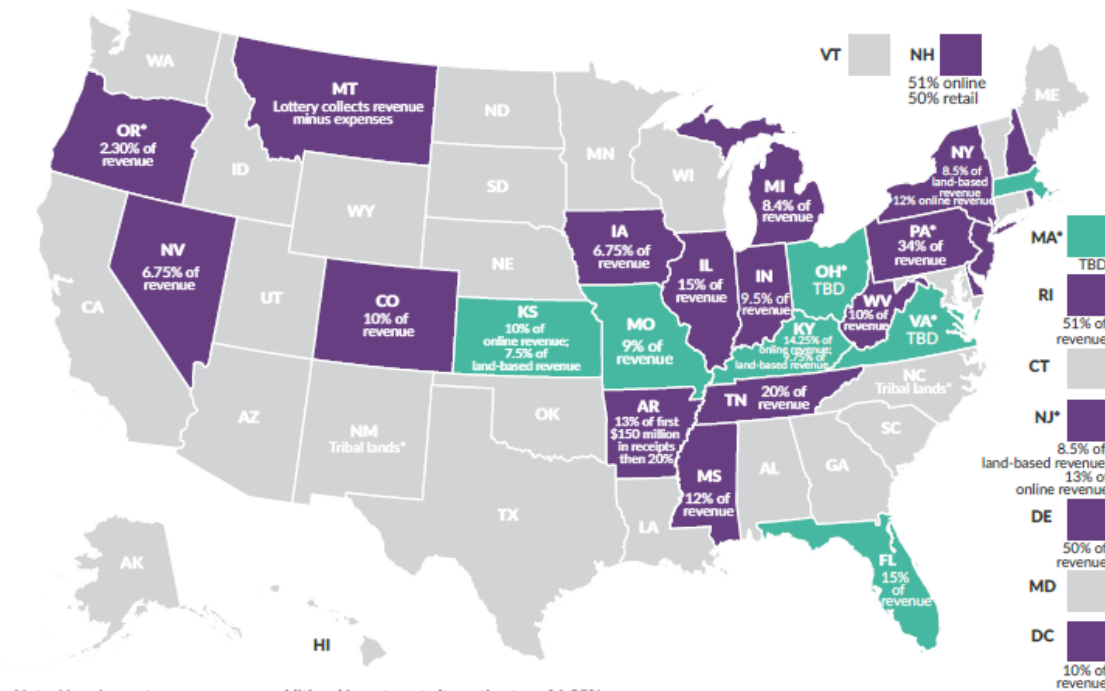 VT
NH
51% online
50% retail
WA
MT
Lottery collects revenue
minus expenses
ND
ME
OR*
2.30% of
revenue
ID
MN
NY
8.5% of
land-based
revenue
12% online revenue
SD
WI
MI
8.4% of
revenue
WY
IA
6.75% of
revenue
PA*
34% of
revenue
MA*
TBD
NV
6.75% of
revenue
NE
IL
15% of
revenue
IN
9.5% of
revenue
OH*
TBD
RI
51% of
revenue
UT
CO
10% of
revenue
WV
10% of
revenue
CA
KS
10% of
online revenue;
7.5% of
land-based revenue
MO
9% of
revenue
KY
14.25% of
online revenue;
9.75% of
land-based revenue
VA*
TBD
CT
NC
Tribal lands*
TN
20% of
revenue
AZ
NM
Tribal lands*
OK
AR
13% of first
$150 million
in receipts
then 20%
SC
NJ*
8.5% of
land-based revenue
13% of
online revenue
MS
12% of
revenue
AL
GA
TX
LA
DE
50% of
revenue
AK
FL
15%
of
revenue
MD
HI
DC
10% of
revenue